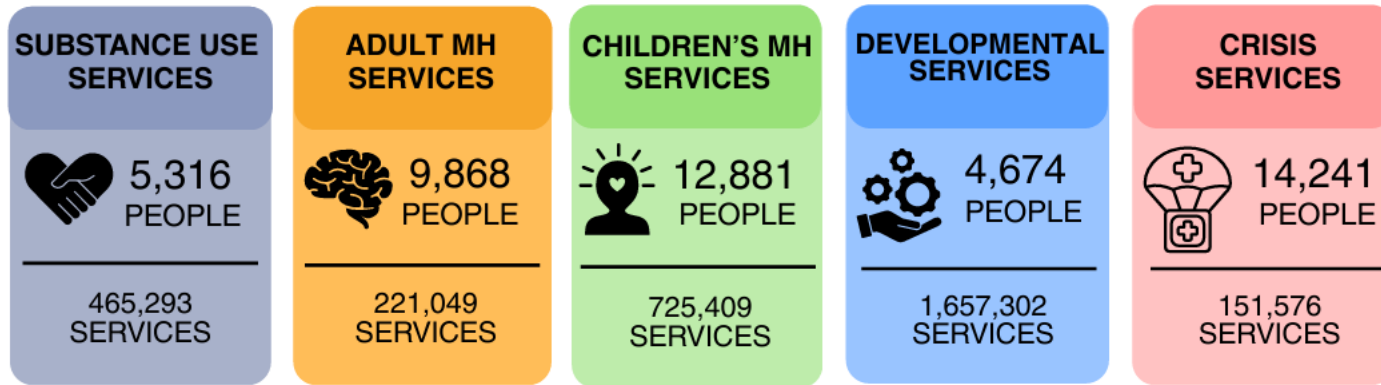 SUBSTANCE USE
SERVICES
5,316
PEOPLE
465,293
SERVICES
ADULT MH
SERVICES
9,868
PEOPLE
221,049
SERVICES
CHILDREN’S MH
SERVICES
12,881
PEOPLE
725,409
SERVICES
DEVELOPMENTAL
SERVICES
4,674
PEOPLE
1,657,302
SERVICES
CRISIS
SERVICES
14,241
PEOPLE
151,576
SERVICES